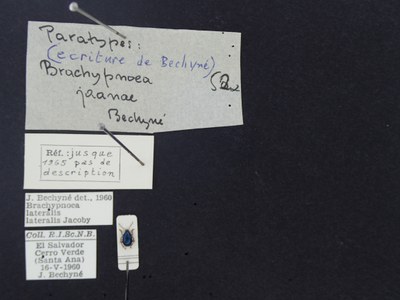 Paratypes:
(ecriture de Bechyné)
Brachypnoea
jaanae
Bechyné
Réf.: jusque
1965 pas de
description
J. Bechyné det., 1960
Brachypnoea
lateralis
lateralis Jacoby
Coll. R.I.Sc.N.B.
El Salvador
Cerro Verde
(Santa Ana)
16-V-1960
J. Bechyné